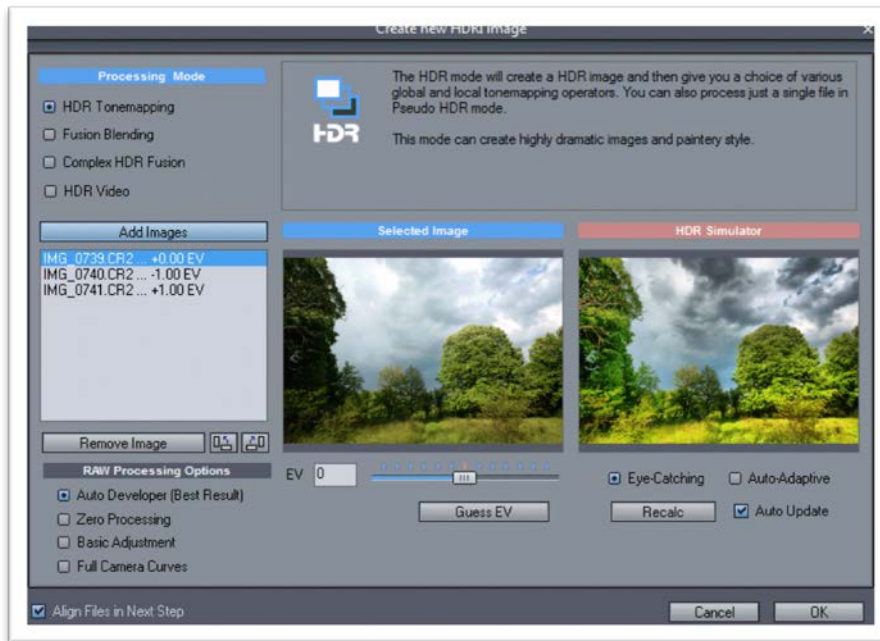 Create new HDRI Image
Processing Mode
HDR Tonemapping
Fusion Blending
Complex HDR Fusion
HDR Video
HDR
The HDR mode will create a HDR image and then give you a choice of various
global and local tonemapping operators. You can also process just a single file in
Pseudo HDR mode.
This mode can create highly dramatic images and paintery style.
Add Images
IMG_0739.CR2 ... +0.00 EV
IMG_0740.CR2 ... -1.00 EV
IMG_0741.CR2 ... +1.00 EV
Remove Image
RAW Processing Options
Auto Developer (Best Result)
Zero Processing
Basic Adjustment
Full Camera Curves
Selected Image
EV 0
Guess EV
HDR Simulator
Eye-Catching
Auto-Adaptive
Recalc
Auto Update
Align Files in Next Step
Cancel
OK